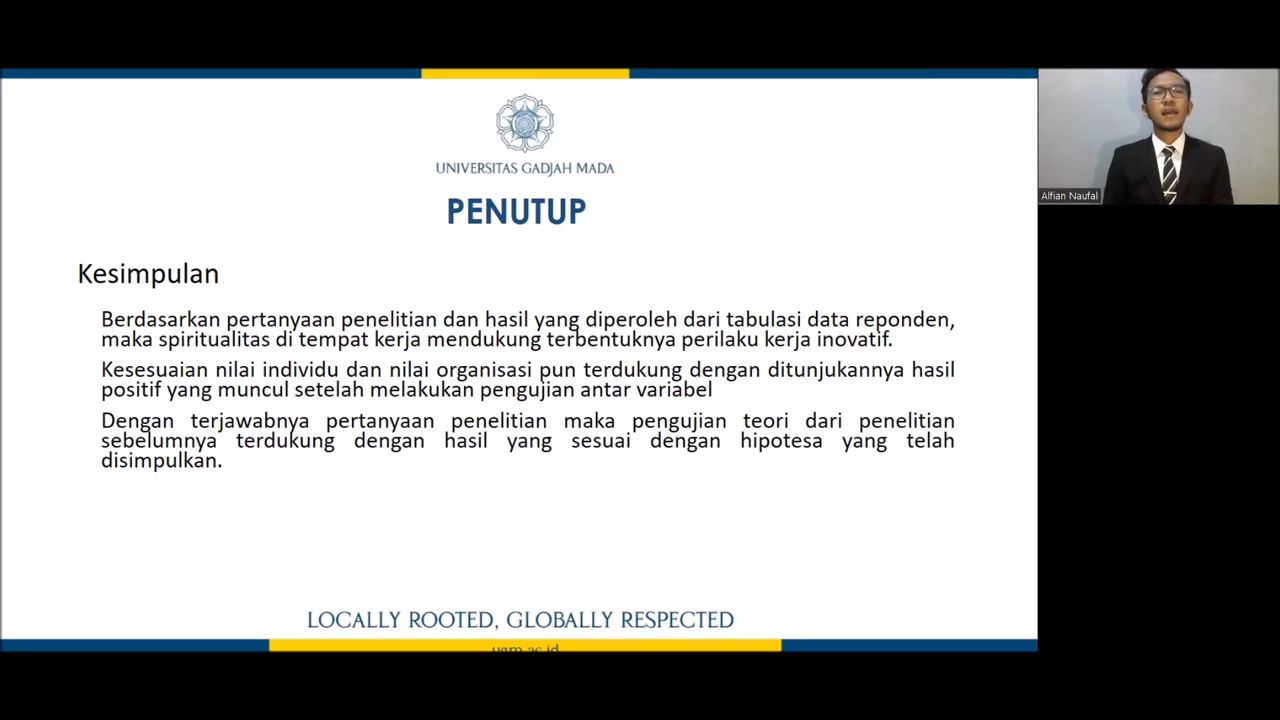 UNIVERSITAS GADJAH MADA
PENUTUP
Kesimpulan
Berdasarkan pertanyaan penelitian dan hasil yang diperoleh dari tabulasi data reponden,
maka spiritualitas di tempat kerja mendukung terbentuknya perilaku kerja inovatif.
Kesesuaian nilai individu dan nilai organisasi pun terdukung dengan ditunjukannya hasil
positif yang muncul setelah melakukan pengujian antar variabel
Dengan terjawabnya pertanyaan penelitian maka pengujian teori dari penelitian
sebelumnya terdukung dengan hasil yang sesuai dengan hipotesa yang telah
disimpulkan.
LOCALLY ROOTED, GLOBALLY RESPECTED
ugm.ac.id
Alfian Naufal